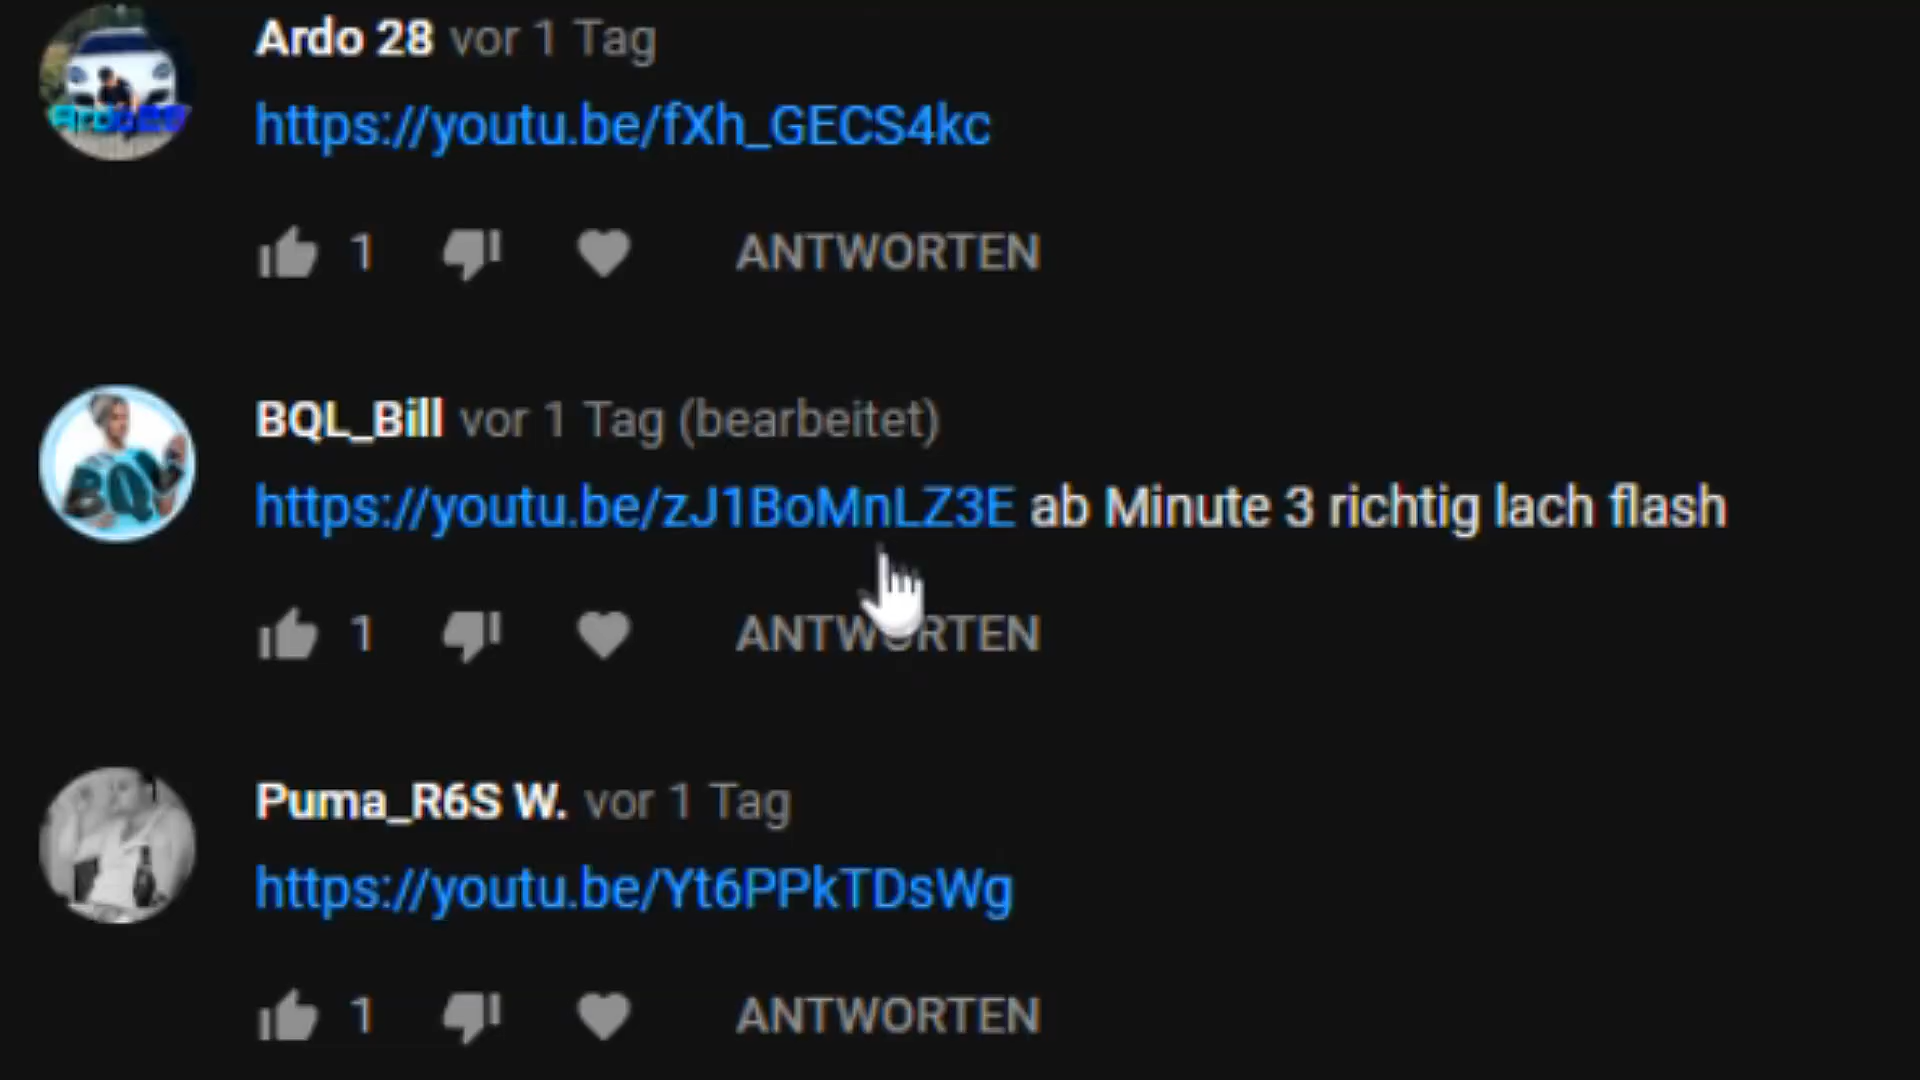 Ardo 28 vor 1 Tag
https://youtu.be/fXh_GECS4kc
1 ANTWORTEN
BQL_Bill vor 1 Tag (bearbeitet)
https://youtu.be/zJ1BoMnLZ3E ab Minute 3 richtig lach flash
1 ANTWORTEN
Puma_R6S W. vor 1 Tag
https://youtu.be/Yt6PPkTDsWg
1 ANTWORTEN